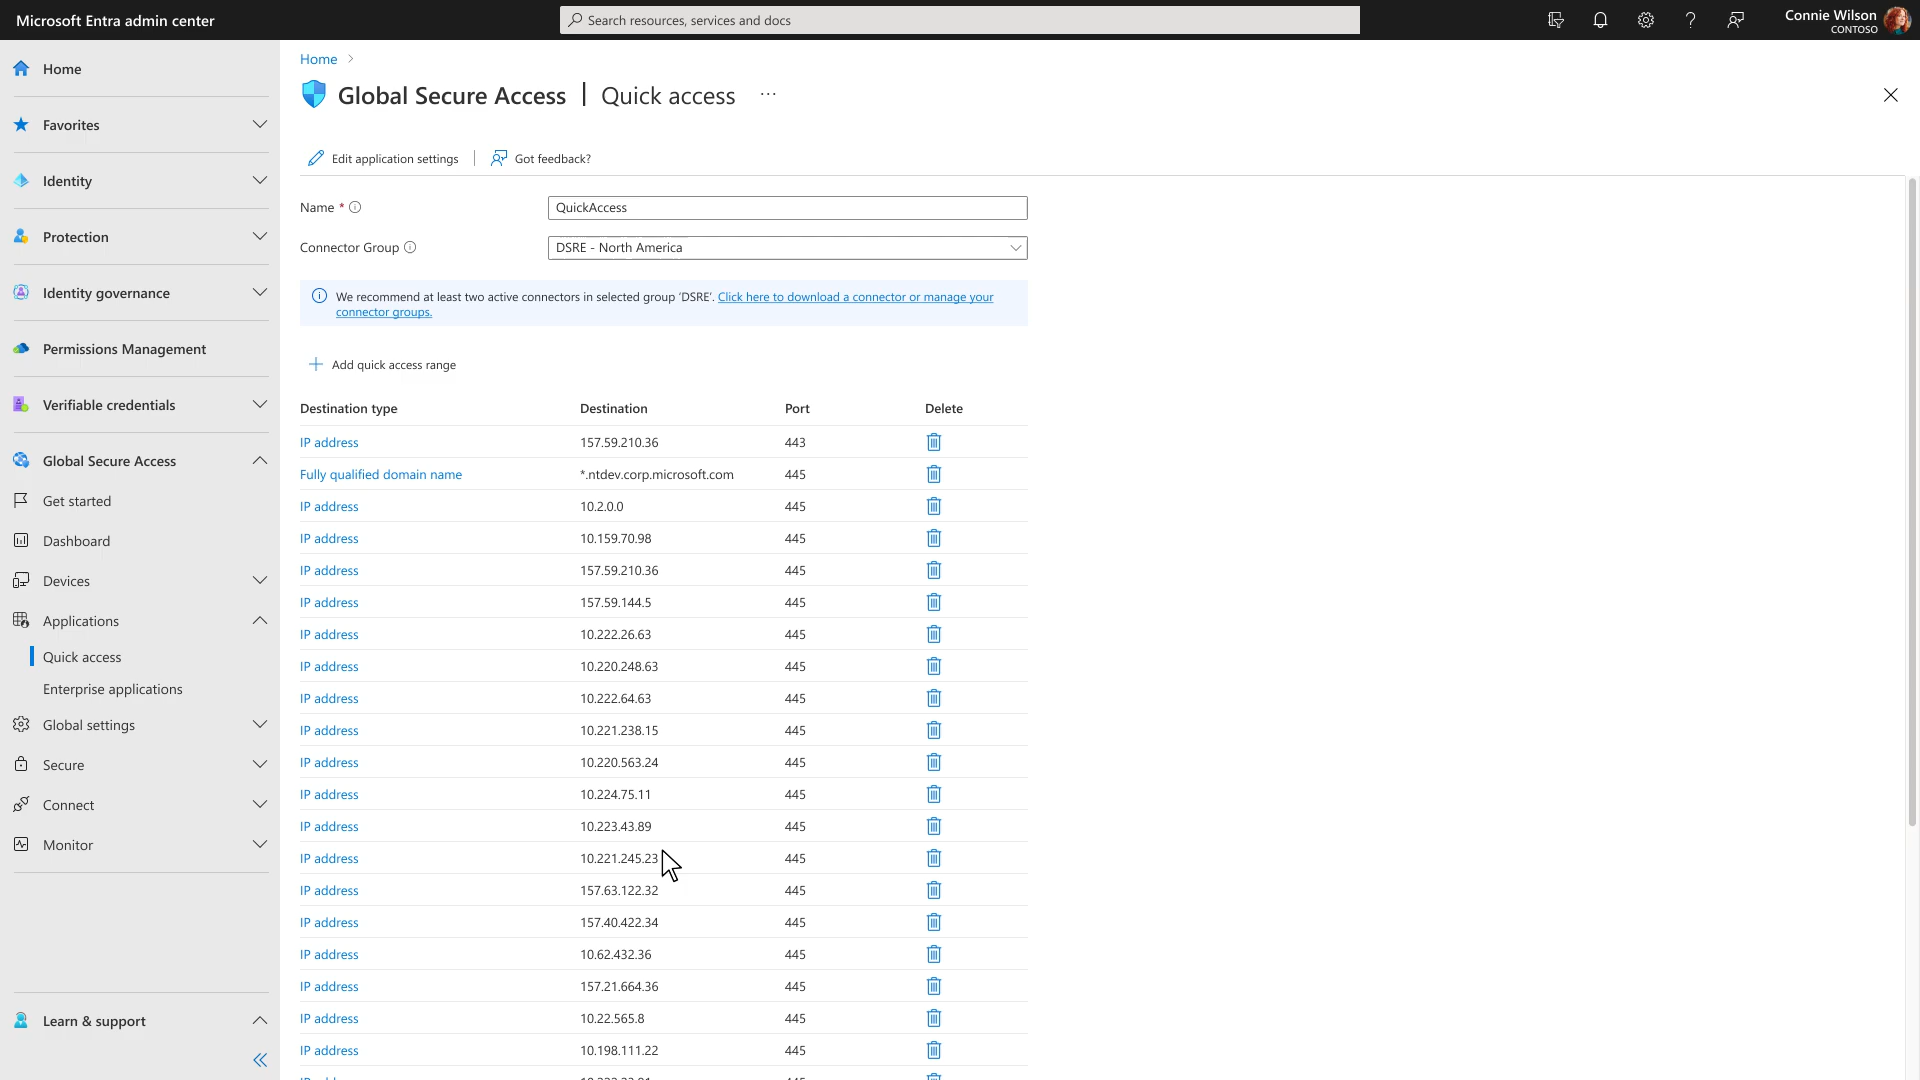 Microsoft Entra admin center
Search resources, services and docs
Connie Wilson
CONTOSO
Home
Favorites
Identity
Protection
Identity governance
Permissions Management
Verifiable credentials
Global Secure Access
Get started
Dashboard
Devices
Applications
Quick access
Enterprise applications
Global settings
Secure
Connect
Monitor
Learn & support
Home
Global Secure Access | Quick access ...
Edit application settings | Got feedback?
Name * QuickAccess
Connector Group DSRE - North America
We recommend at least two active connectors in selected group ‘DSRE’. Click here to download a connector or manage your
connector groups.
Add quick access range
Destination type Destination Port Delete
IP address 157.59.210.36 443
Fully qualified domain name *.ntdev.corp.microsoft.com 445
IP address 10.2.0.0 445
IP address 10.159.70.98 445
IP address 157.59.210.36 445
IP address 157.59.144.5 445
IP address 10.222.26.63 445
IP address 10.220.248.63 445
IP address 10.222.64.63 445
IP address 10.221.238.15 445
IP address 10.220.563.24 445
IP address 10.224.75.11 445
IP address 10.223.43.89 445
IP address 10.221.245.23 445
IP address 157.63.122.32 445
IP address 157.40.422.34 445
IP address 10.62.432.36 445
IP address 157.21.664.36 445
IP address 10.22.565.8 445
IP address 10.198.111.22 445